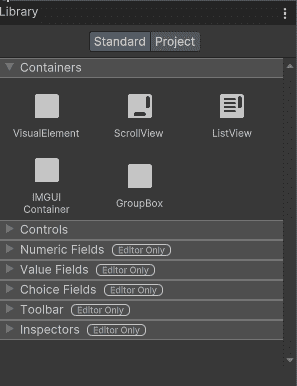 Library
Standard Project
Containers
VisualElement ScrollView ListView
IMGUI
Container GroupBox
Controls
Numeric Fields Editor Only
Value Fields Editor Only
Choice Fields Editor Only
Toolbar Editor Only
Inspectors Editor Only